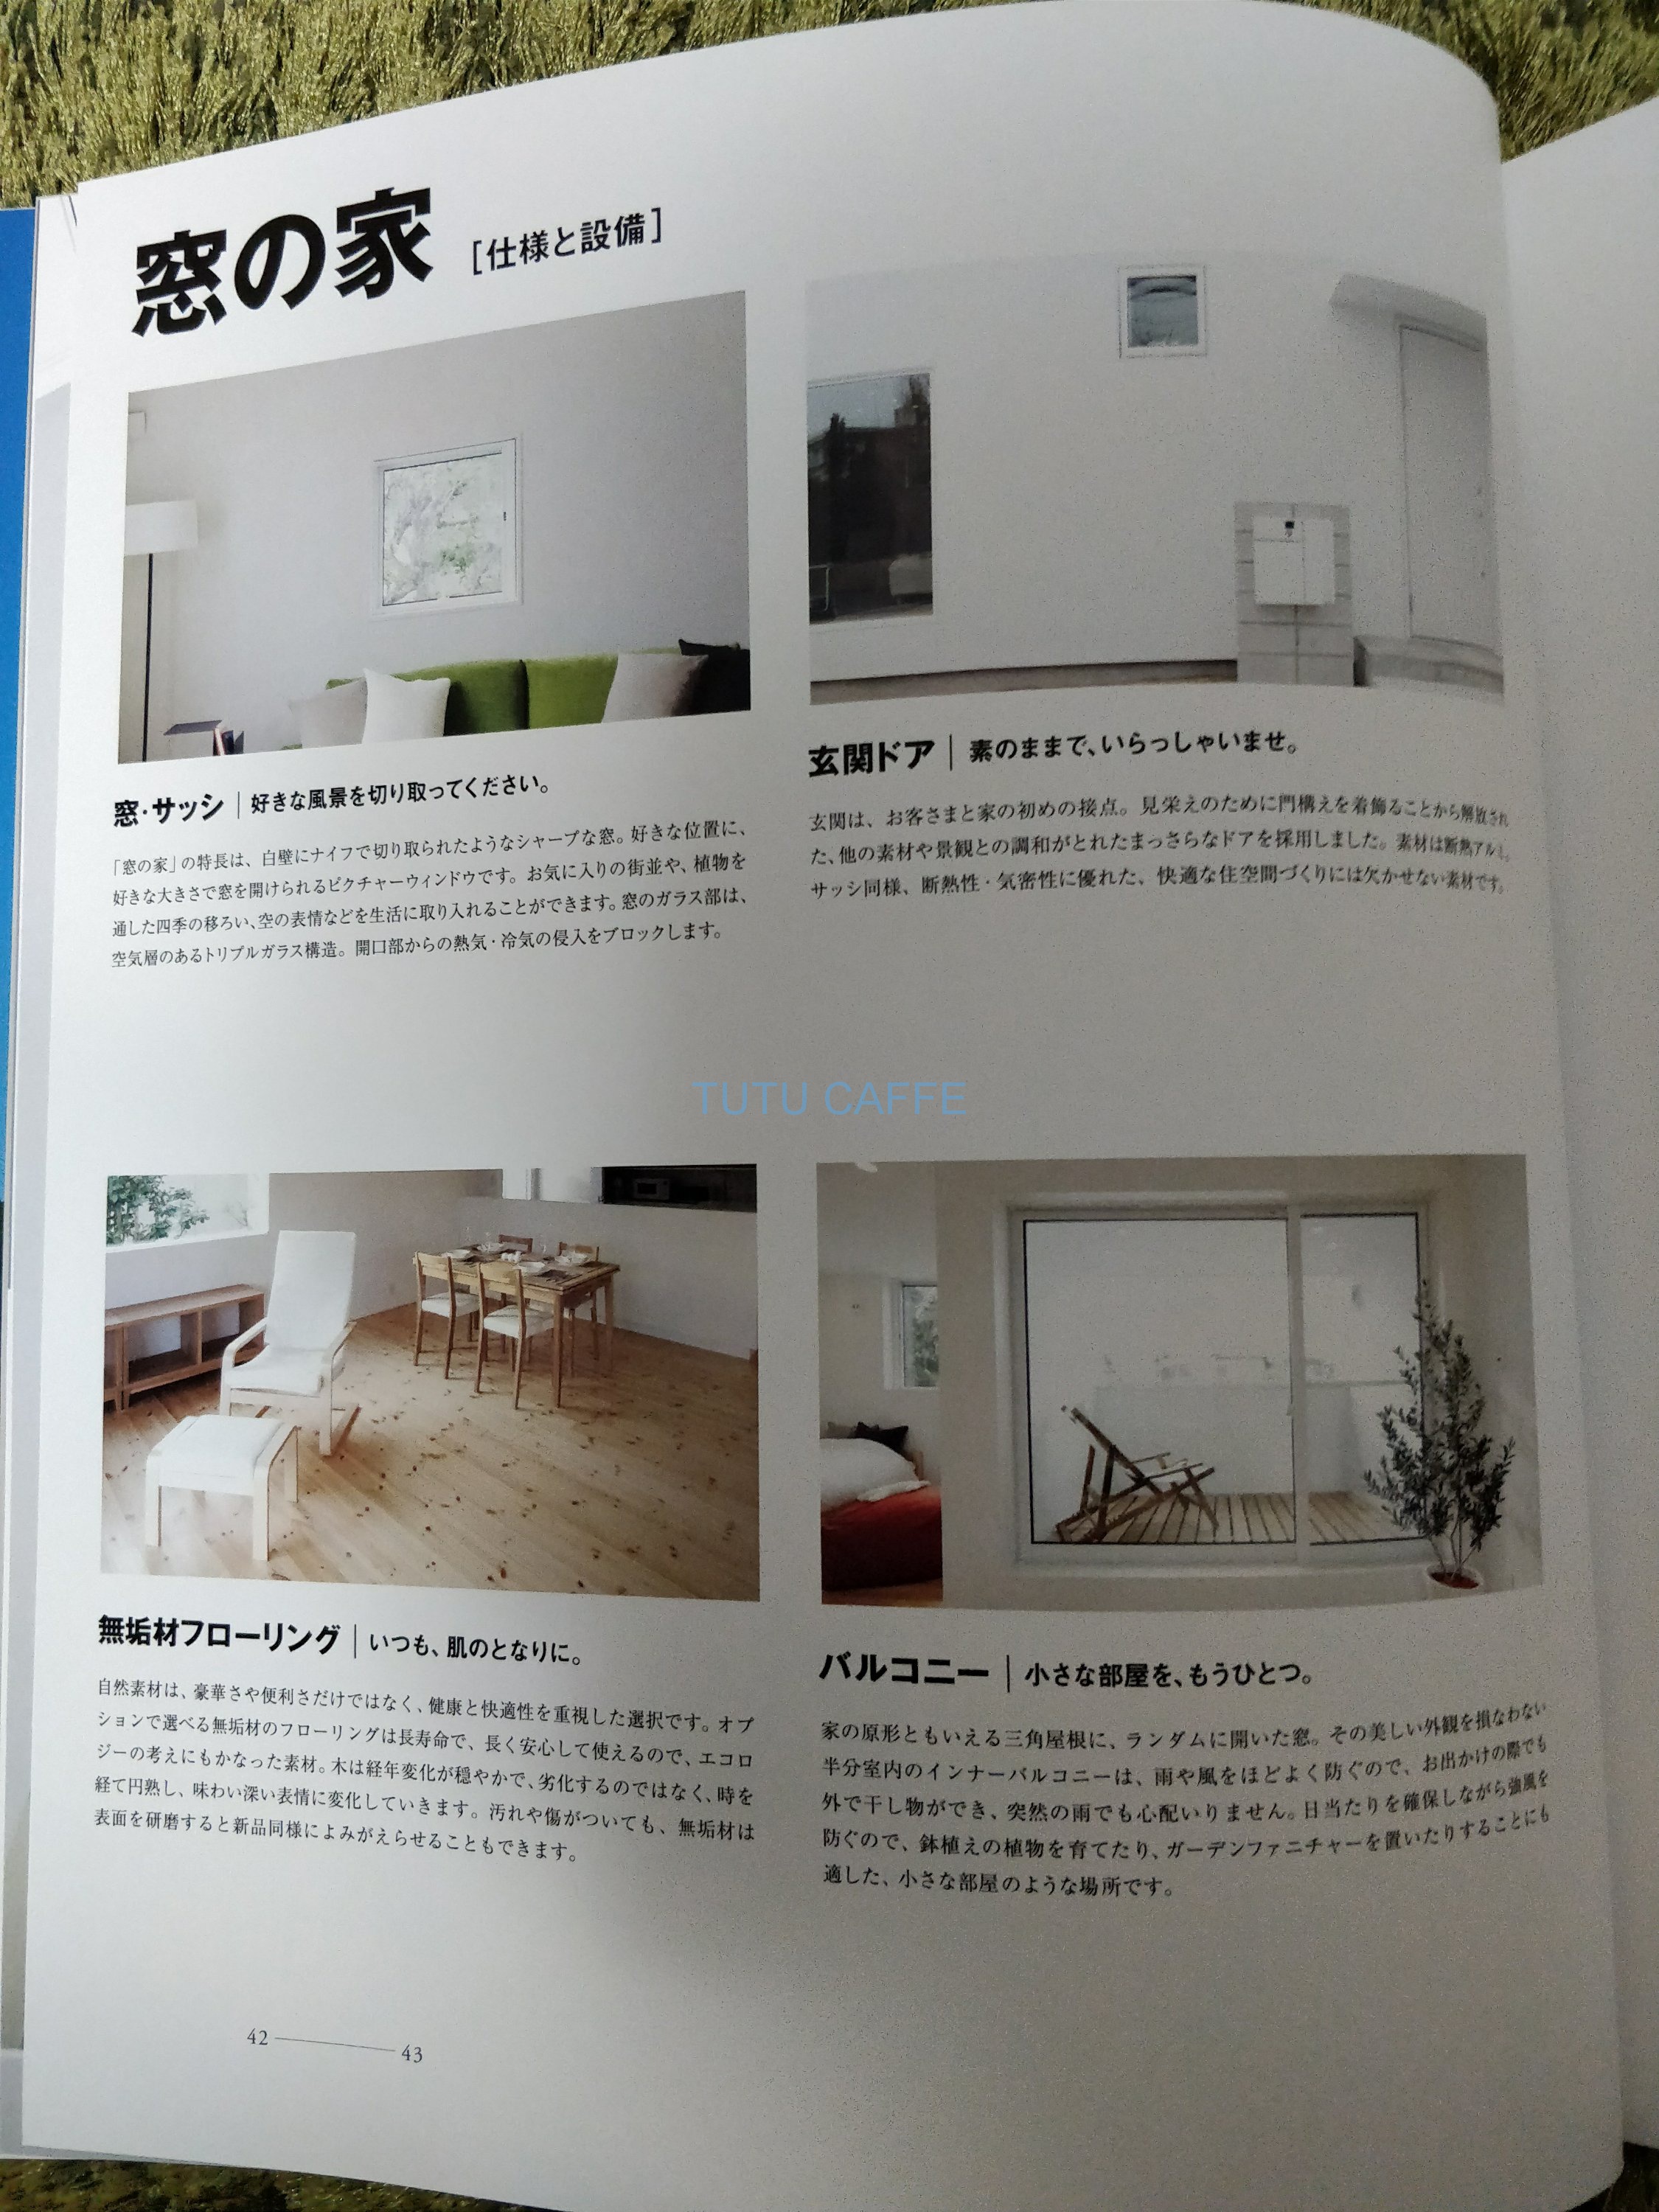 窓の家 [仕様と設備]
窓・サッシ｜好きな風景を切り取ってください。
「窓の家」の特長は、白壁にナイフで切り取られたようなシャープな窓。好きな位置に、
好きな大きさで窓を開けられるピクチャーウインドウです。お気に入りの街並や、植物を
通した四季の移ろい、空の表情などを生活に取り入れることができます。窓のガラス部は、
空気層のあるトリプルガラス構造。開口部からの熱気・冷気の侵入をブロックします。
玄関ドア｜素のままで、いらっしゃいませ。
玄関は、お客さまと家の初めの接点。見栄えのために門構えを着飾ることから解放され
た、他の素材や景観との調和がとれたまっさらなドアを採用しました。素材は断熱アルミ。
サッシ同様、断熱性・気密性に優れた、快適な住空間づくりには欠かせない素材です。
TUTU CAFFE
無垢材フローリング｜いつも、肌のとなりに。
自然素材は、豪華さや便利さだけではなく、健康と快適性を重視した選択です。オプ
ションで選べる無垢材のフローリングは長寿命で、長く安心して使えるので、エコロ
ジーの考えにもかなった素材。木は経年変化が穏やかで、劣化するのではなく、時を
経て円熟し、味わい深い表情に変化していきます。汚れや傷がついても、無垢材は
表面を研磨すると新品同様によみがえらせることもできます。
バルコニー｜小さな部屋を、もうひとつ。
家の原形ともいえる三角屋根に、ランダムに開いた窓。その美しい外観を損なわない
半分室内のインナーバルコニーは、雨や風をほどよく防ぐので、お出かけの際でも
外で干し物ができ、突然の雨でも心配いりません。日当たりを確保しながら強風を
防ぐので、鉢植えの植物を育てたり、ガーデンファニチャーを置いたりすることにも
適した、小さな部屋のような場所です。
42 — 43